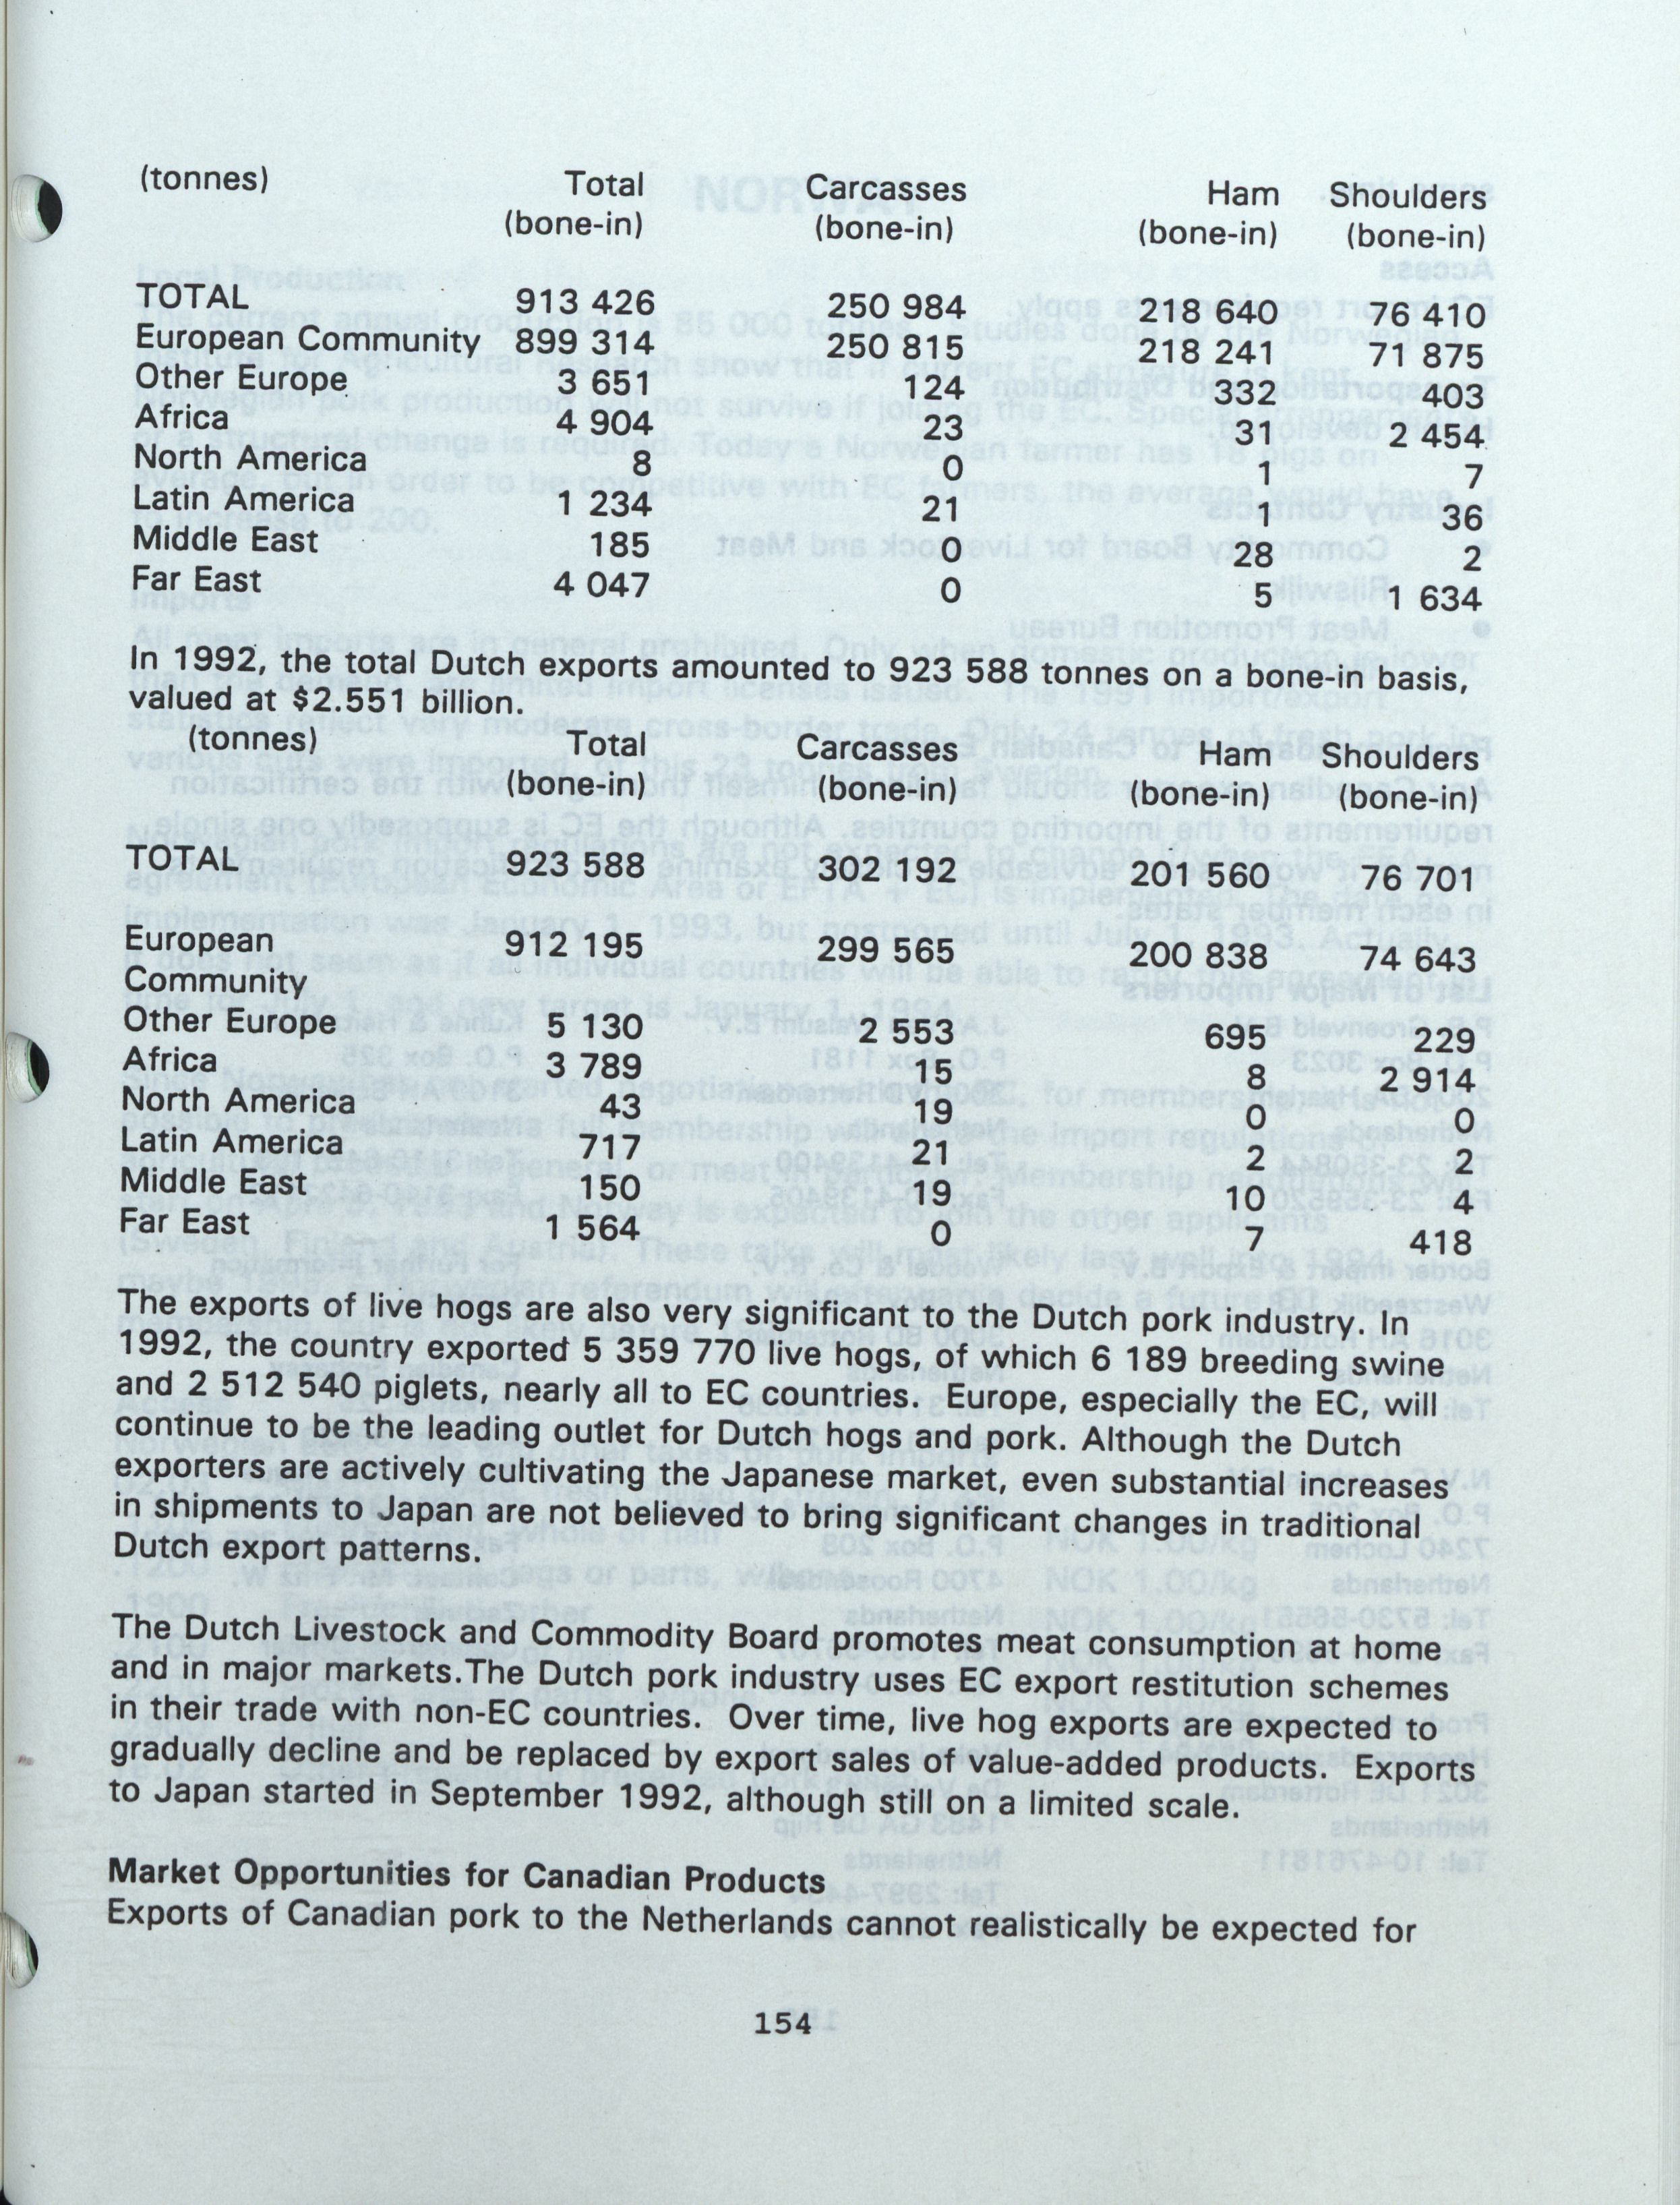 (tonnes) Total Carcasses Ham Shoulders
(bone-in) (bone-in) (bone-in) (bone-in)
TOTAL 913 426 250 984 218 640 76 410
European Community 899 314 250 815 218 241 71 875
Other Europe 3 651 124 332 403
Africa 4 904 23 31 2 454
North America 8 0 1 7
Latin America 1 234 21 1 36
Middle East 185 0 28 2
Far East 4 047 0 5 1 634
In 1992, the total Dutch exports amounted to 923 588 tonnes on a bone-in basis,
valued at $2.551 billion.
(tonnes) Total Carcasses Ham Shoulders
(bone-in) (bone-in) (bone-in) (bone-in)
TOTAL 923 588 302 192 201 560 76 701
European 912 195 299 565 200 838 74 643
Community
Other Europe 5 130 2 553 695 229
Africa 3 789 15 8 2 914
North America 43 19 0 0
Latin America 717 21 2 2
Middle East 150 19 10 4
Far East 1 564 0 7 418
The exports of live hogs are also very significant to the Dutch pork industry. In
1992, the country exported 5 359 770 live hogs, of which 6 189 breeding swine
and 2 512 540 piglets, nearly all to EC countries. Europe, especially the EC, will
continue to be the leading outlet for Dutch hogs and pork. Although the Dutch
exporters are actively cultivating the Japanese market, even substantial increases
in shipments to Japan are not believed to bring significant changes in traditional
Dutch export patterns.
The Dutch Livestock and Commodity Board promotes meat consumption at home
and in major markets.The Dutch pork industry uses EC export restitution schemes
in their trade with non-EC countries. Over time, live hog exports are expected to
gradually decline and be replaced by export sales of value-added products. Exports
to Japan started in September 1992, although still on a limited scale.
Market Opportunities for Canadian Products
Exports of Canadian pork to the Netherlands cannot realistically be expected for
154